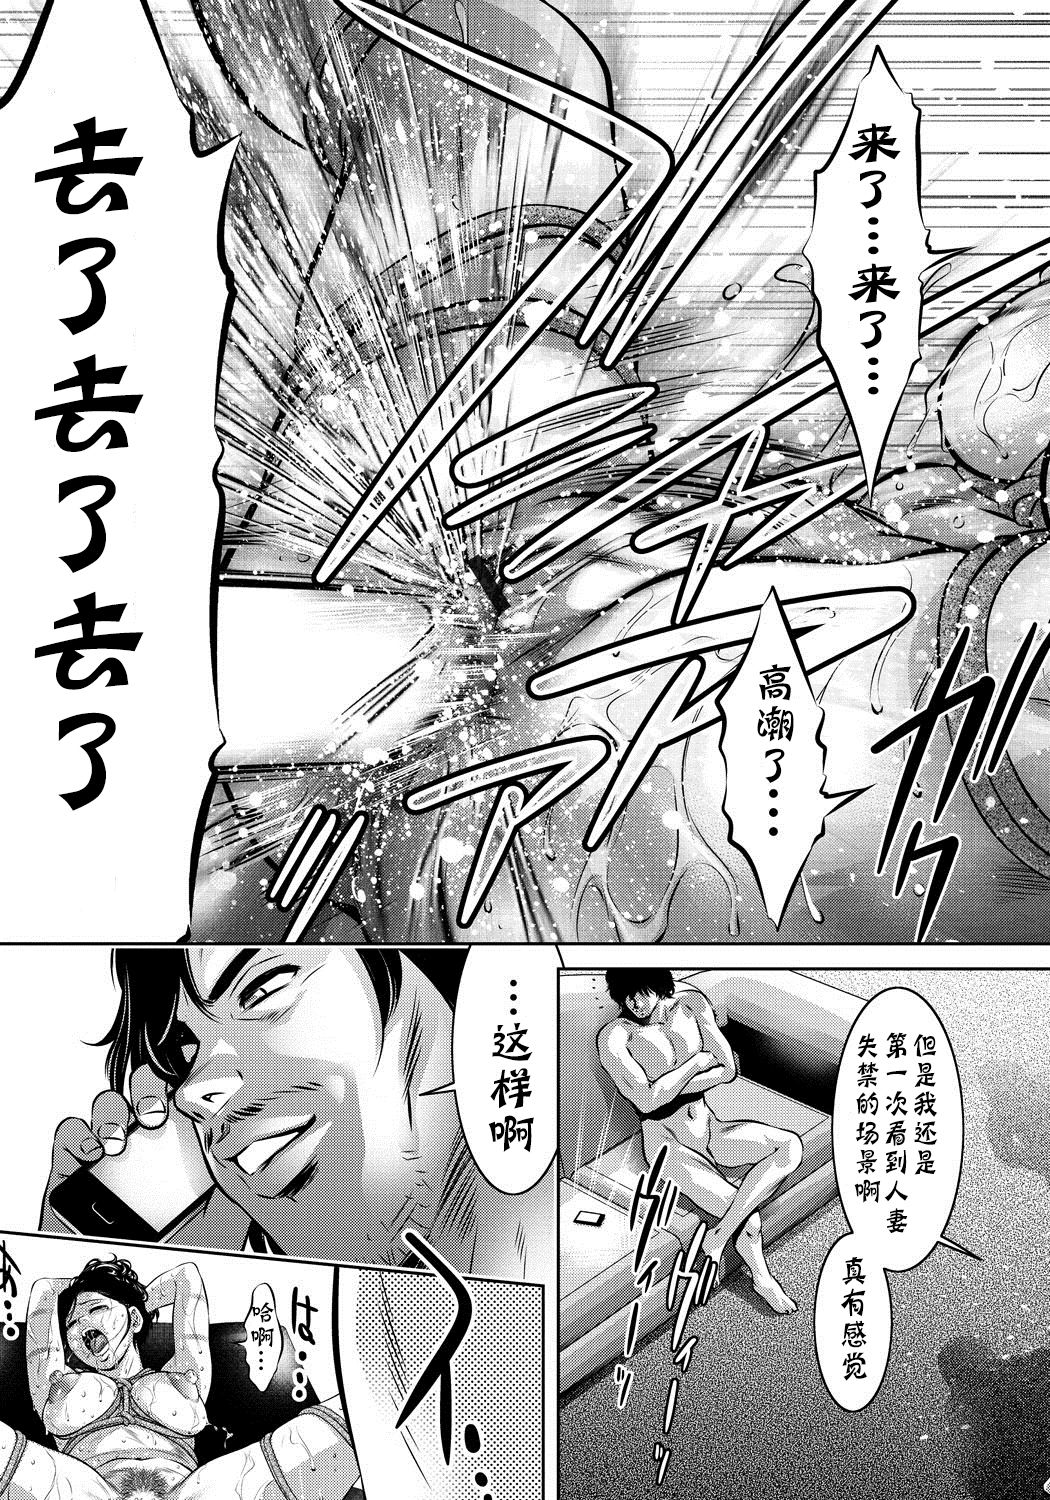 来了…来了…
高潮了…
去了去了去了
但是我还是
第一次看到人妻
失禁的场景啊
真有感觉
…这样啊
哈啊…
は…